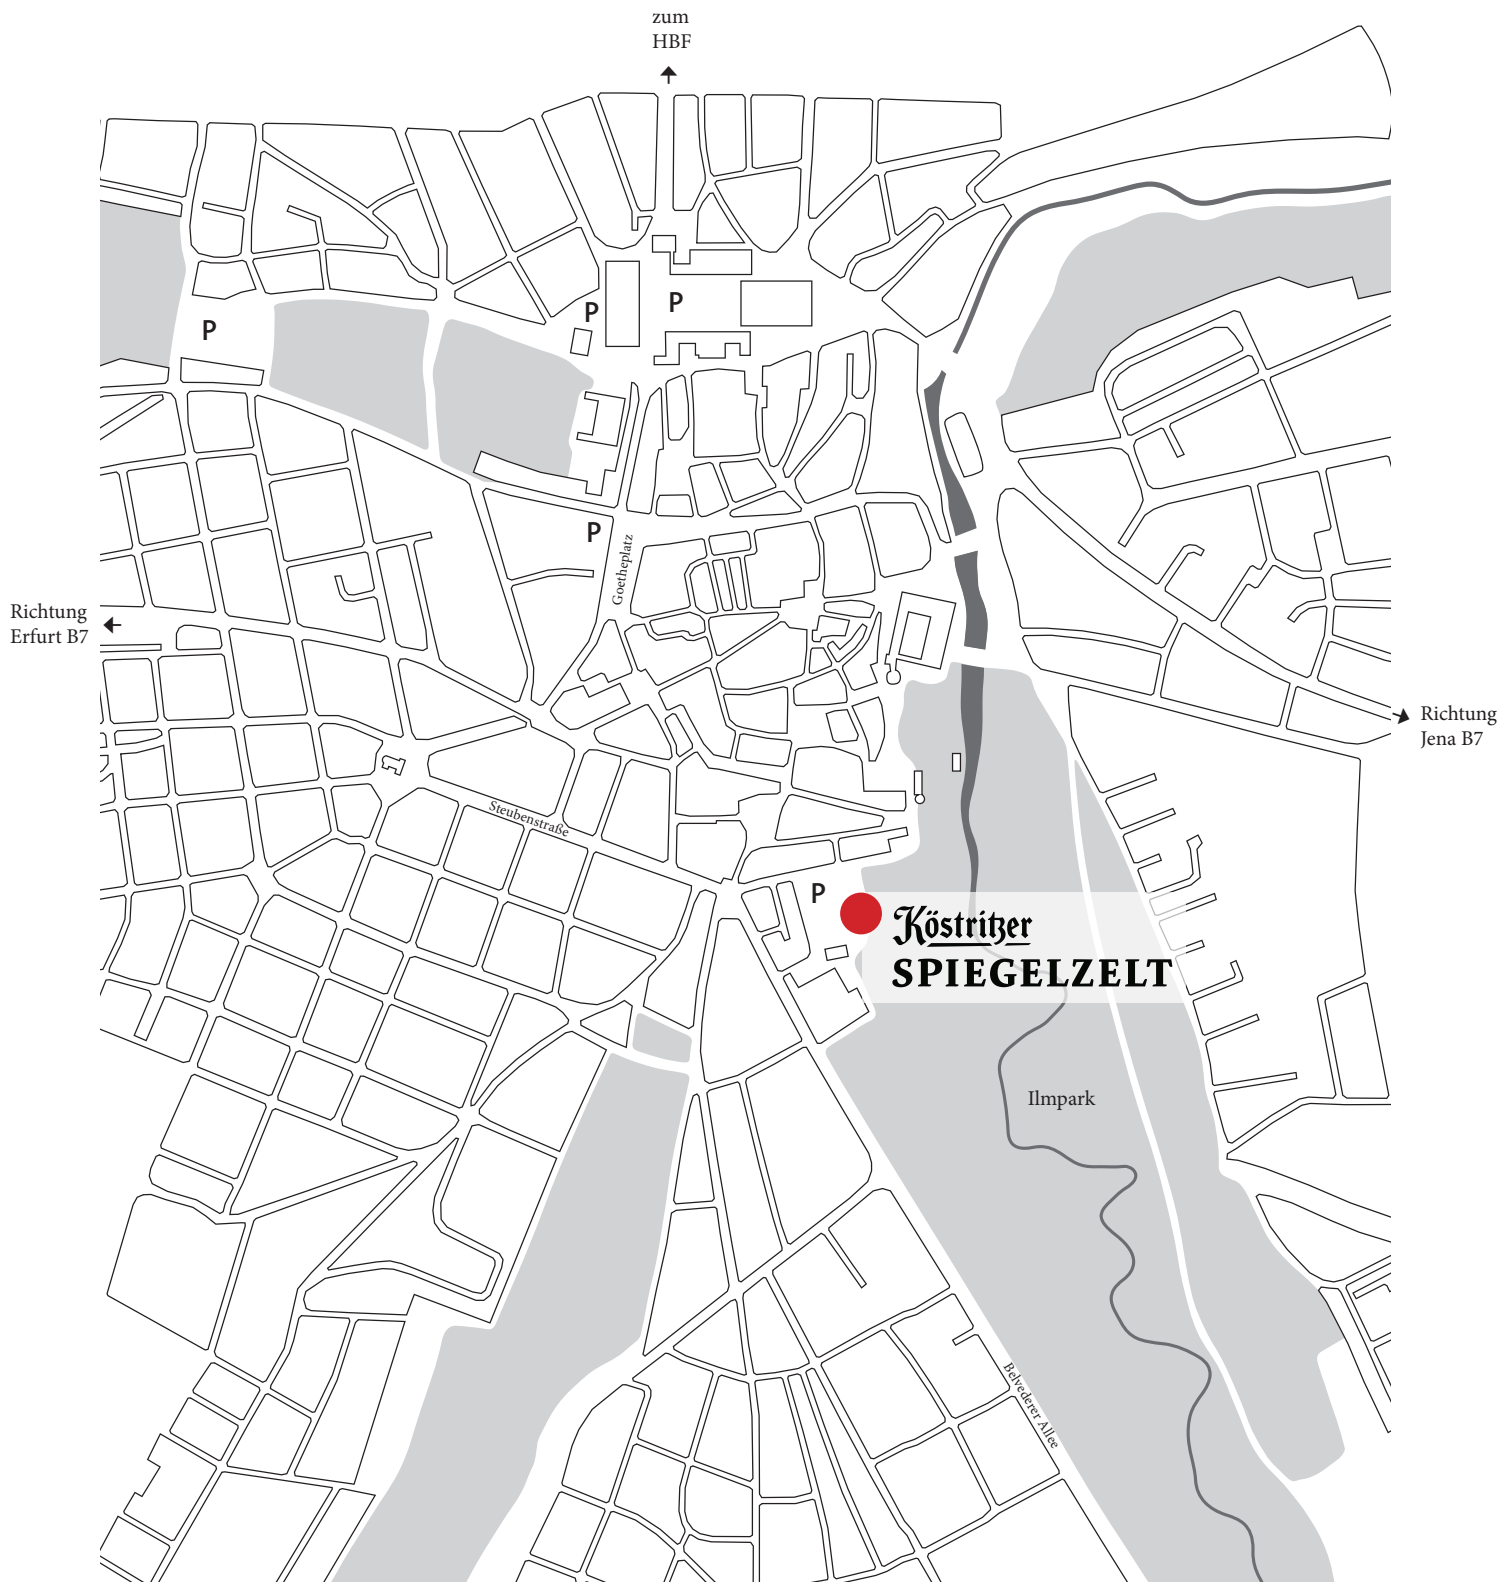 zum
HBF
P
P
P
P
Goetheplatz
Richtung
Erfurt B7
Richtung
Jena B7
Steubenstraße
P
Köstritzer
SPIEGELZELT
Ilmpark
Belvederer Allee